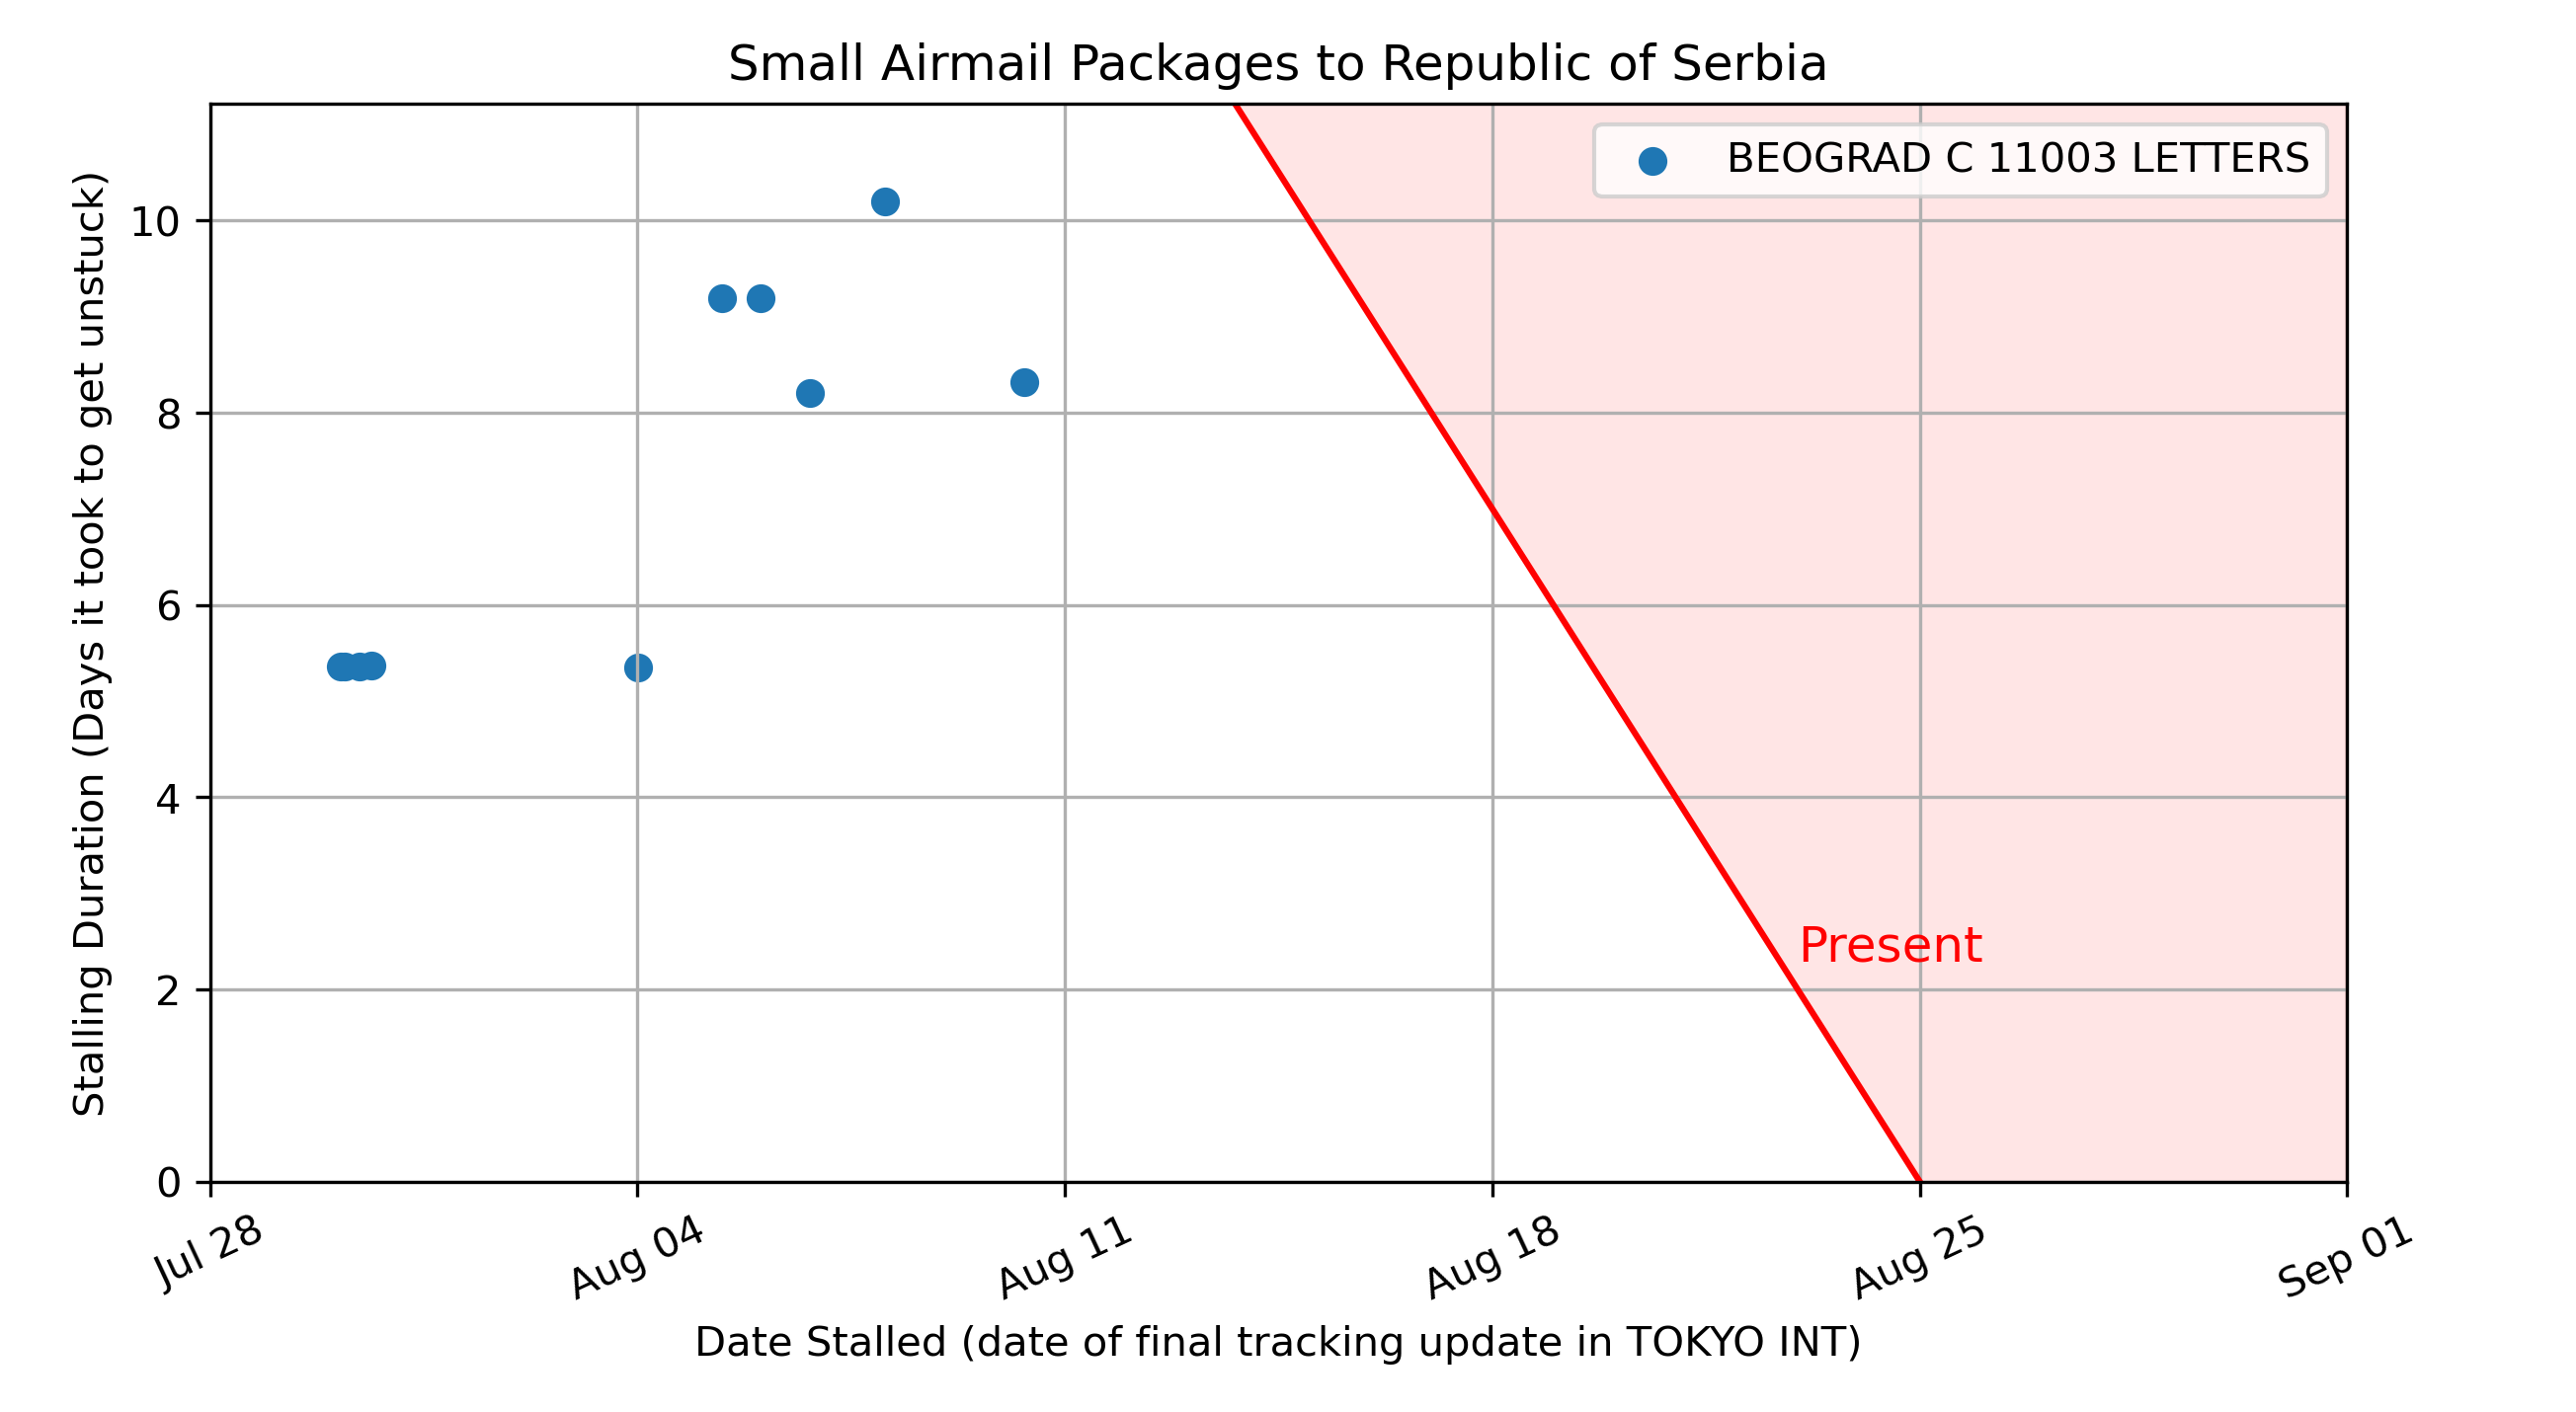 Small Airmail Packages to Republic of Serbia
BEOGRAD C 11003 LETTERS
Stalling Duration (Days it took to get unstuck)
10
8
6
4
2
0
Present
Jul 28
Aug 04
Aug 11
Aug 18
Aug 25
Sep 01
Date Stalled (date of final tracking update in TOKYO INT)